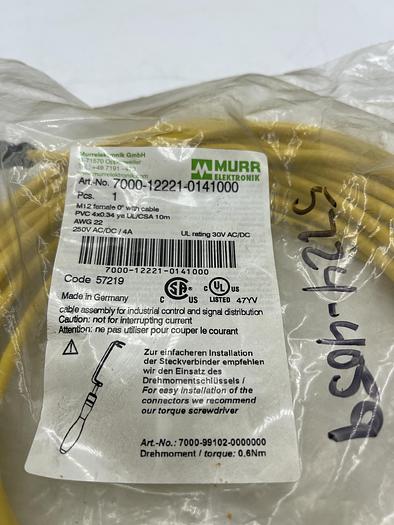 Murrelektronik GmbH
MURR
ELEKTRONIK
murrelektronik.com
Art-No. 7000-12221-0141000
Pcs. 1
M12 female 0° with cable
PVC 4x0.34 ye UL/CSA 10m
AWG 22
250V AC/DC / 4A
UL rating 30V AC/DC
7000-12221-0141000
Code 57219
LISTED 47YV
Made in Germany
cable assembly for industrial control and signal distribution
Caution: not for interrupting current
Attention: ne pas utiliser pour couper le courant
Zur einfacheren Installation
der Steckverbinder empfehlen
wir den Einsatz des
Drehmomentschlüssels /
For easy installation of the
connectors we recommend
our torque screwdriver
Art.-No.: 7000-99102-0000000
Drehmoment / torque: 0,6Nm